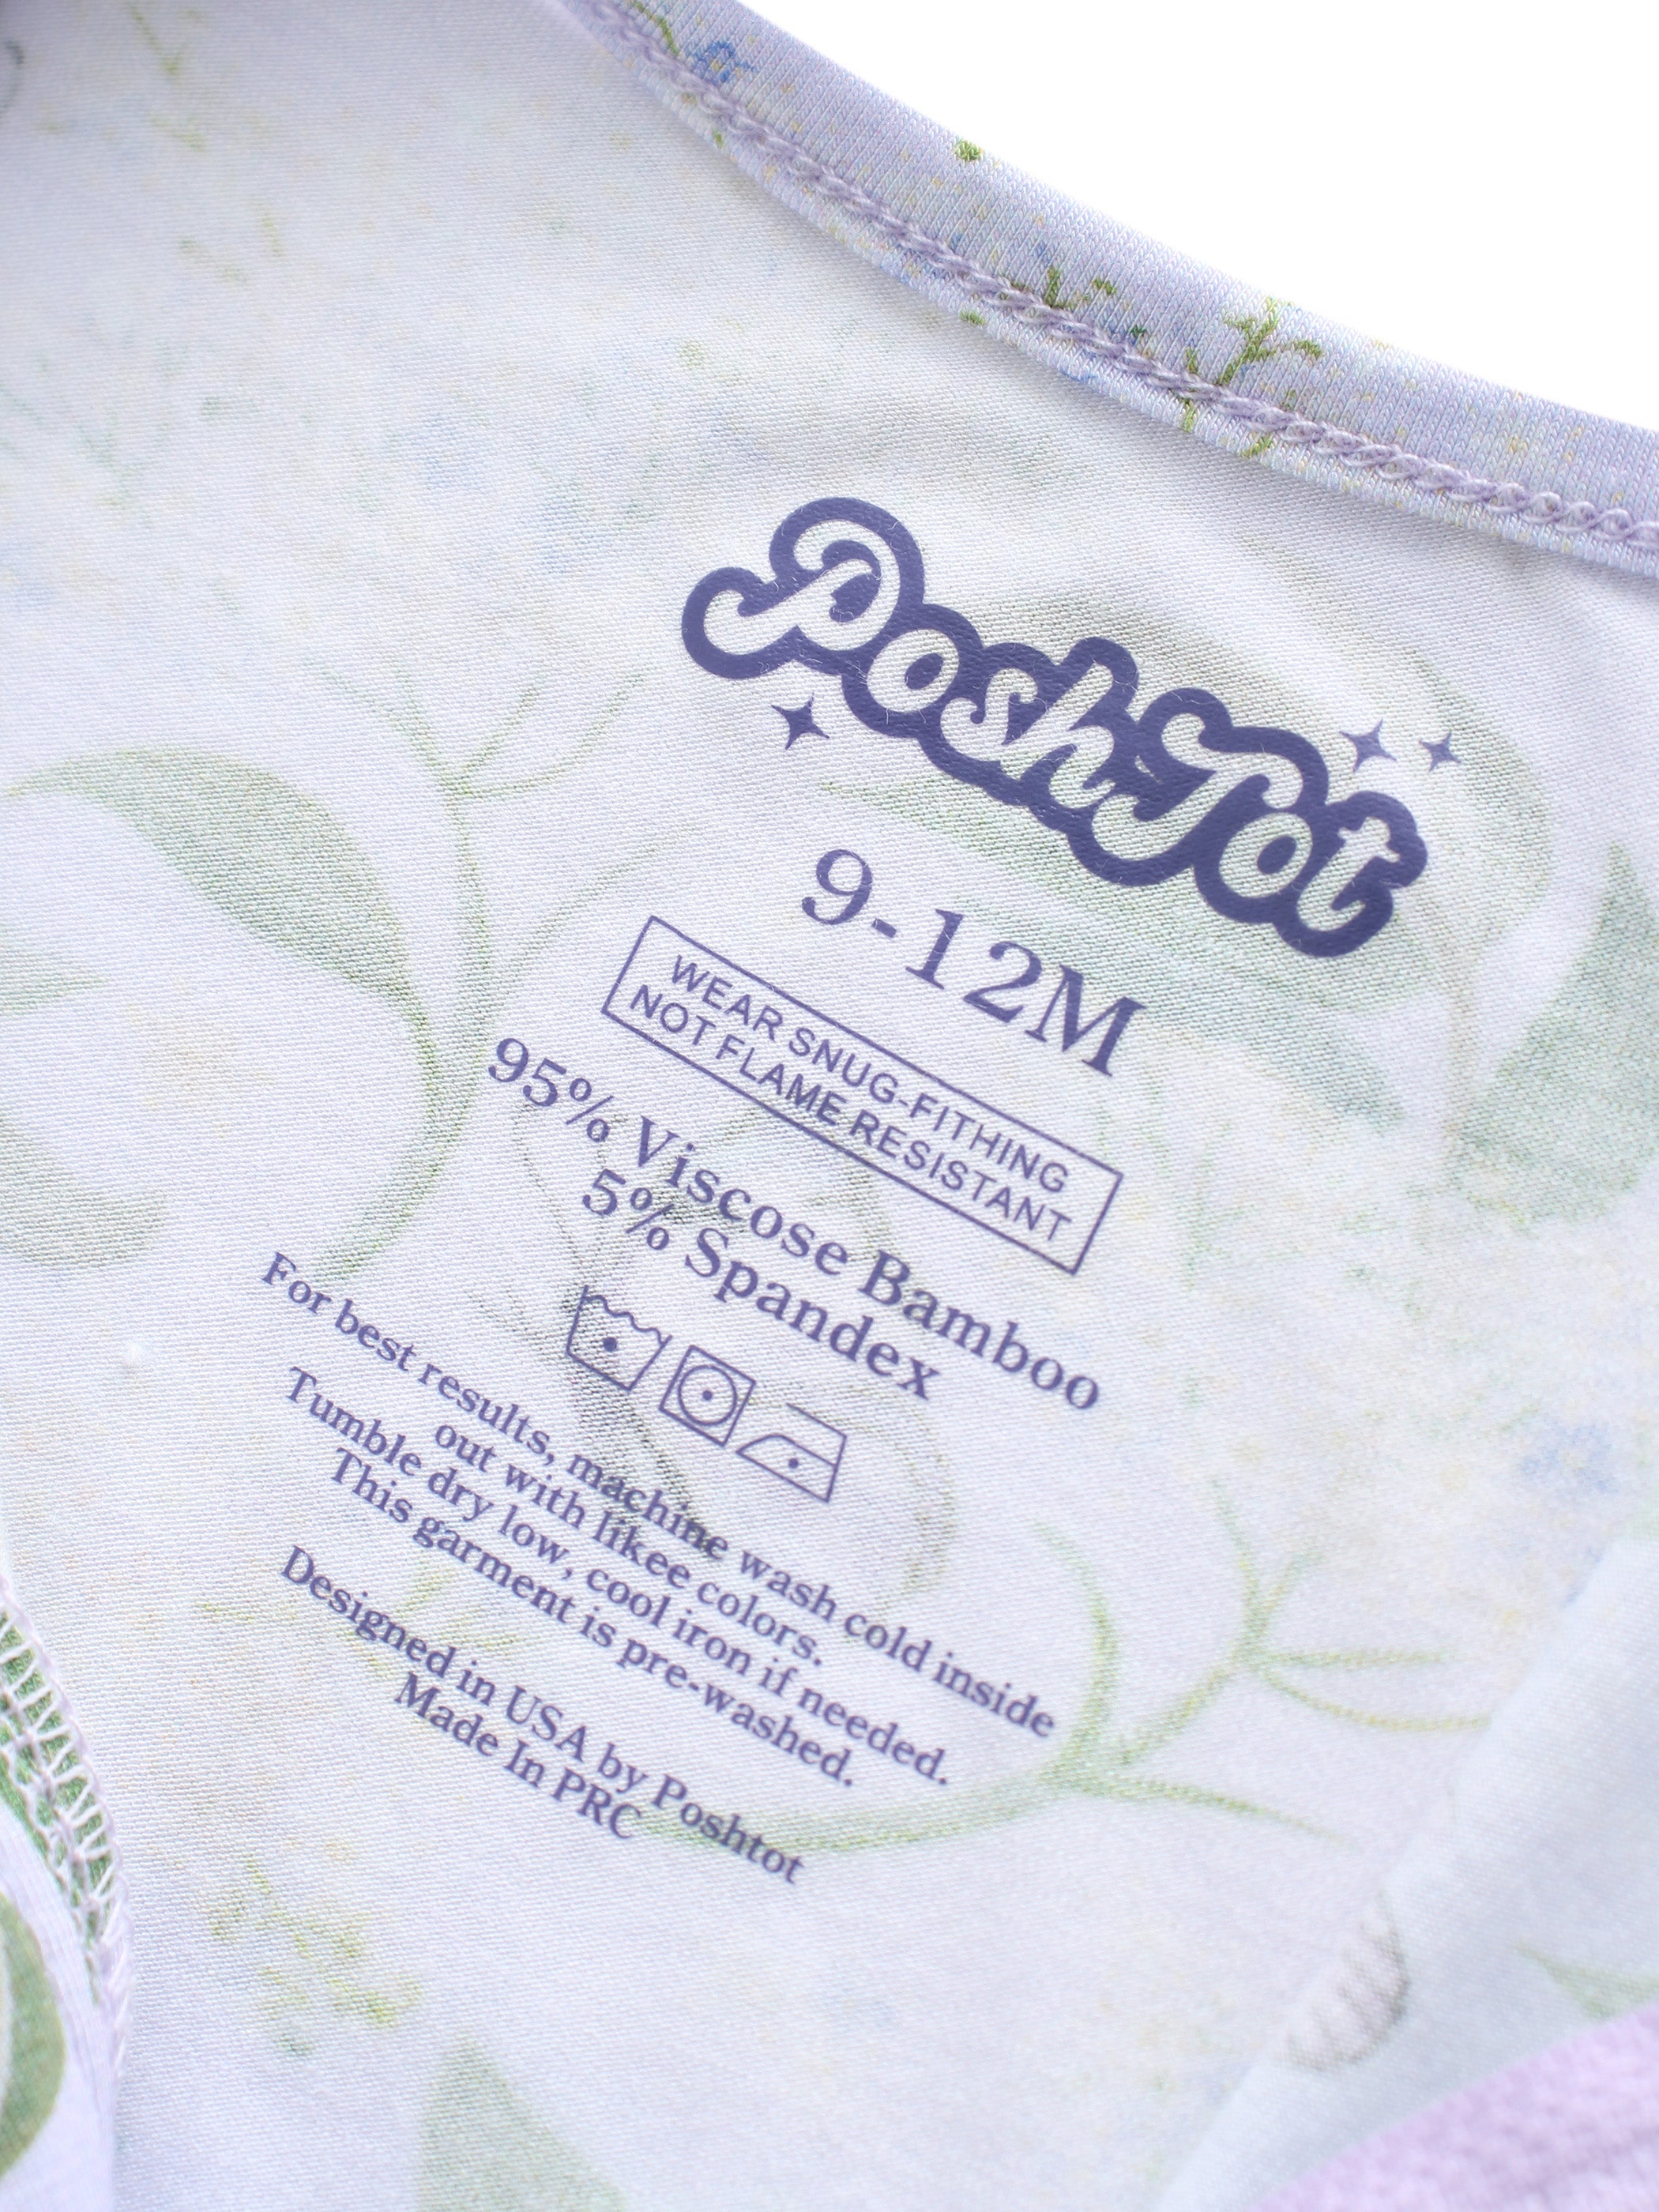 PoshTot
9-12M
WEAR SNUG-FITHING
NOT FLAME RESISTANT
95% Viscose Bamboo
5% Spandex
For best results, machine wash cold inside
out with likee colors.
Tumble dry low, cool iron if needed.
This garment is pre-washed.
Designed in USA by Poshtot
Made In PRC